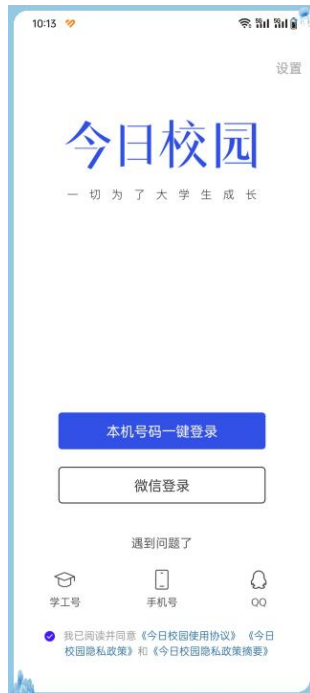 10:13
设置
今日校园
一切为了大学生成长
本机号码一键登录
微信登录
遇到问题了
学工号 手机号 QQ
我已阅读并同意《今日校园使用协议》《今日
校园隐私政策》和《今日校园隐私政策摘要》